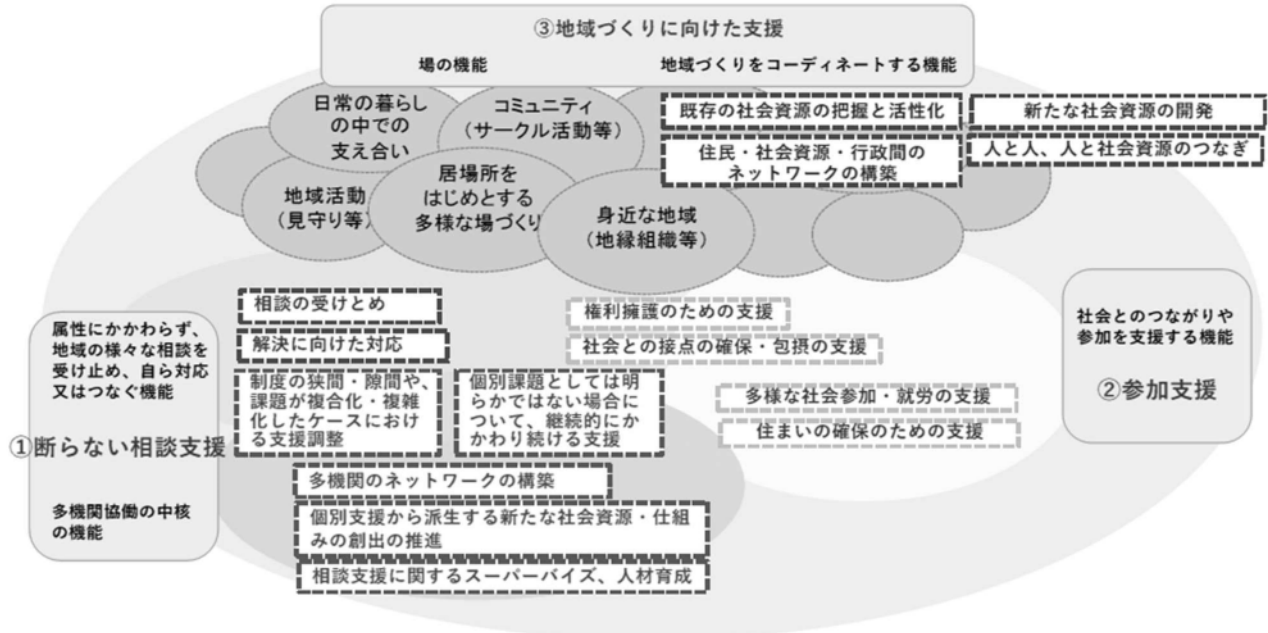 ③地域づくりに向けた支援
場の機能
地域づくりをコーディネートする機能
日常の暮らし
の中での
支え合い
コミュニティ
（サークル活動等）
既存の社会資源の把握と活性化
新たな社会資源の開発
住民・社会資源・行政間の
ネットワークの構築
人と人、人と社会資源のつなぎ
地域活動
（見守り等）
居場所を
はじめとする
多様な場づくり
身近な地域
（地縁組織等）
属性にかかわらず、
地域の様々な相談を
受け止め、自ら対応
又はつなぐ機能
①断らない相談支援
多機関協働の中核
の機能
相談の受けとめ
解決に向けた対応
制度の狭間・隙間や、
課題が複合化・複雑
化したケースにおけ
る支援調整
個別課題としては明
らかではない場合に
ついて、継続的にか
かわり続ける支援
多機関のネットワークの構築
個別支援から派生する新たな社会資源・仕組
みの創出の推進
相談支援に関するスーパーバイズ、人材育成
権利擁護のための支援
社会との接点の確保・包摂の支援
多様な社会参加・就労の支援
住まいの確保のための支援
社会とのつながりや
参加を支援する機能
②参加支援